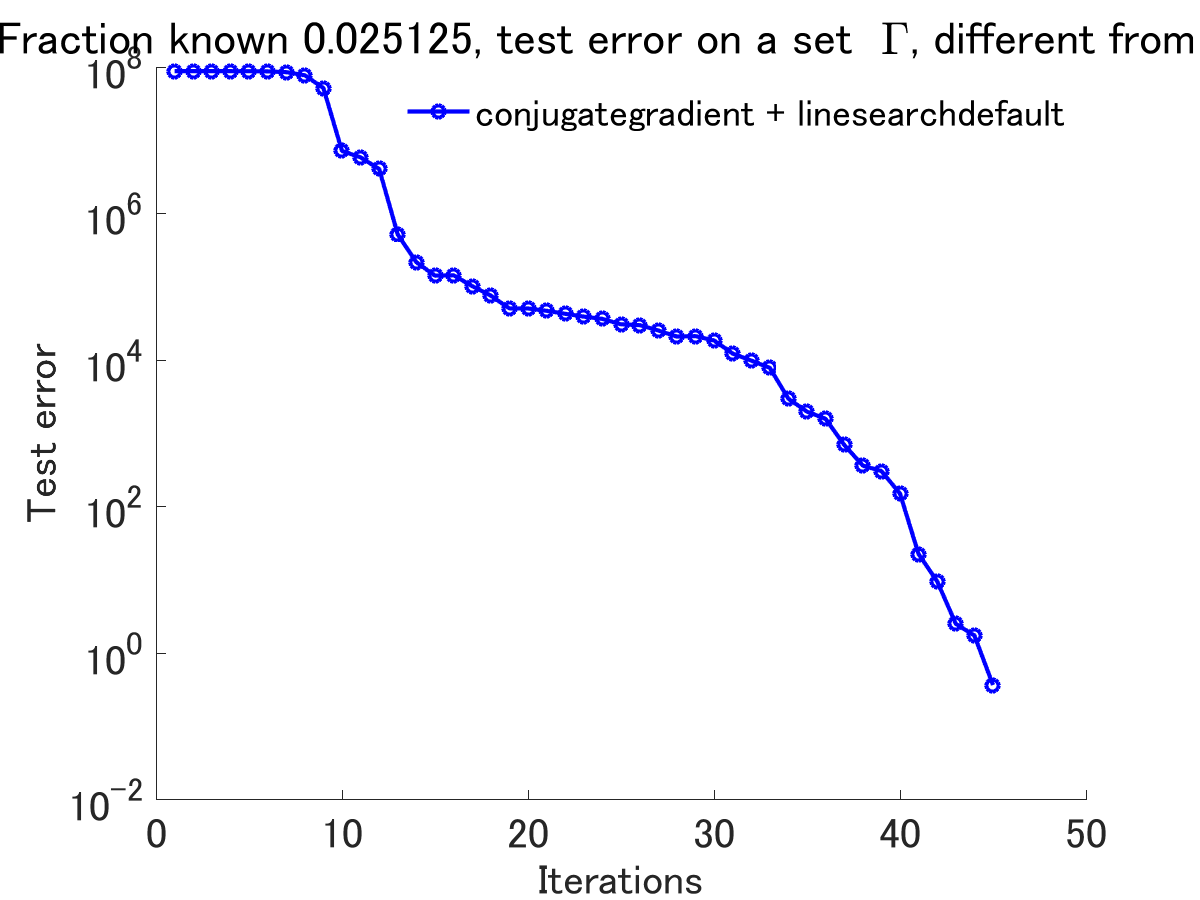 Fraction known 0.025125, test error on a set Γ, different from
10^8
conjugategradient + linesearchdefault
10^6
10^4
10^2
10^0
10^-2
Test error
0 10 20 30 40 50
Iterations